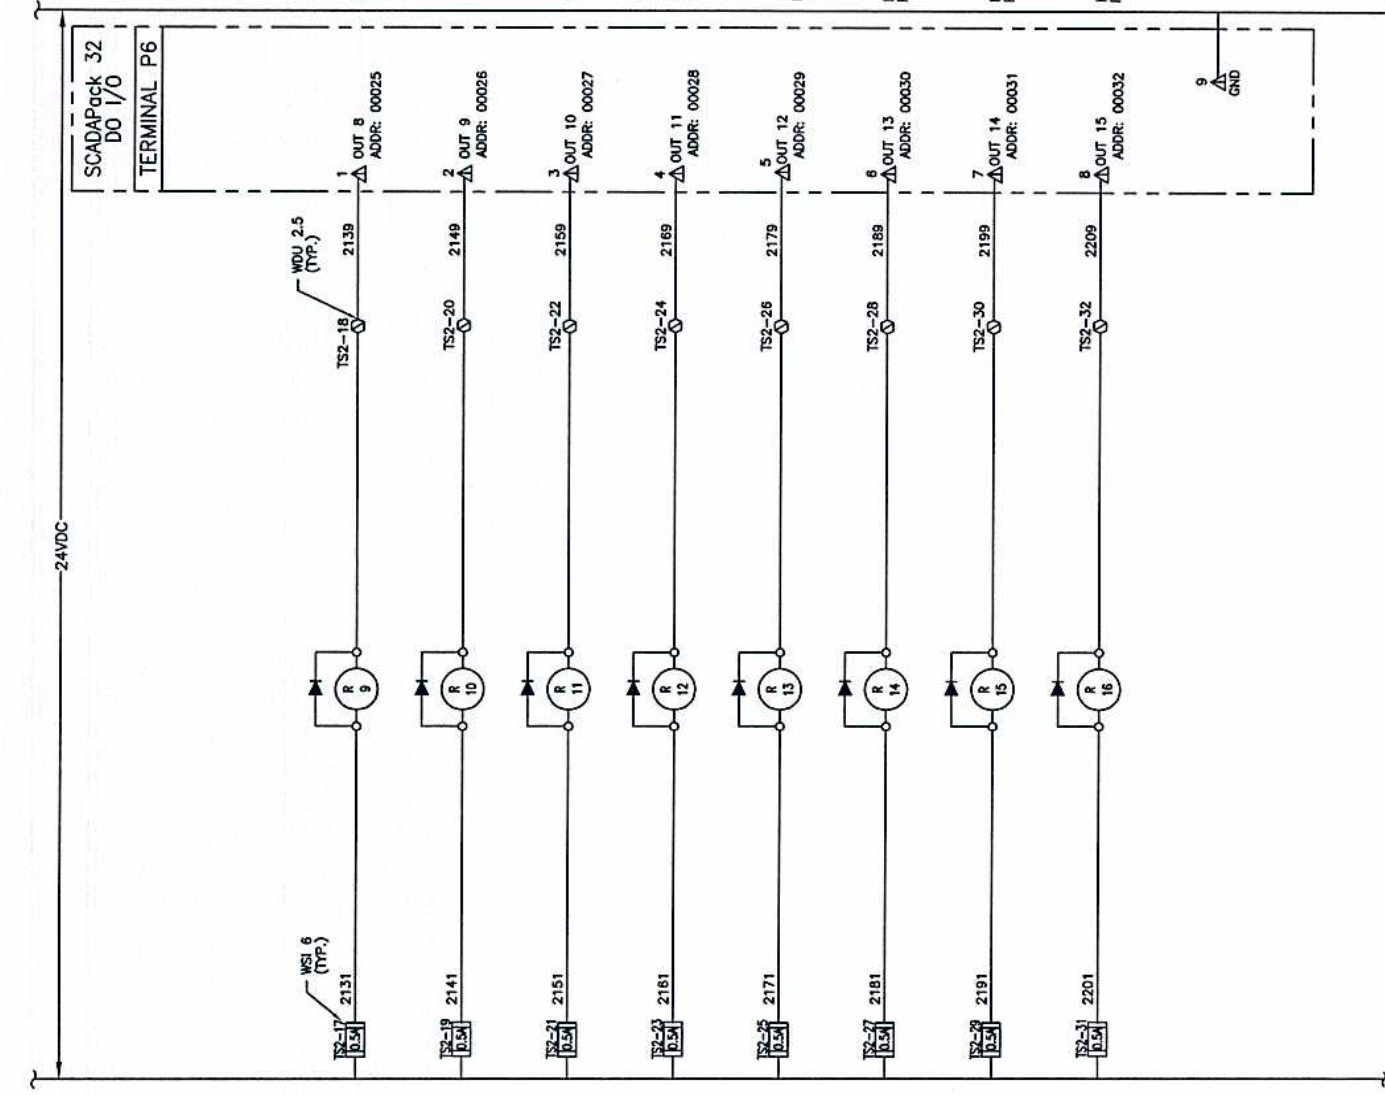 24VDC
SCADAPack 32
DO I/O
TERMINAL P6
WSI 6
(TYP.)
WDU 2.5
(TYP.)
TS2-17
0.5A
2131
R
9
TS2-18
2139
1
OUT 8
ADDR: 00025
TS2-19
0.5A
2141
R
10
TS2-20
2149
2
OUT 9
ADDR: 00026
TS2-21
0.5A
2151
R
11
TS2-22
2159
3
OUT 10
ADDR: 00027
TS2-23
0.5A
2161
R
12
TS2-24
2169
4
OUT 11
ADDR: 00028
TS2-25
0.5A
2171
R
13
TS2-26
2179
5
OUT 12
ADDR: 00029
TS2-27
0.5A
2181
R
14
TS2-28
2189
6
OUT 13
ADDR: 00030
TS2-29
0.5A
2191
R
15
TS2-30
2199
7
OUT 14
ADDR: 00031
TS2-31
0.5A
2201
R
16
TS2-32
2209
8
OUT 15
ADDR: 00032
9
GND